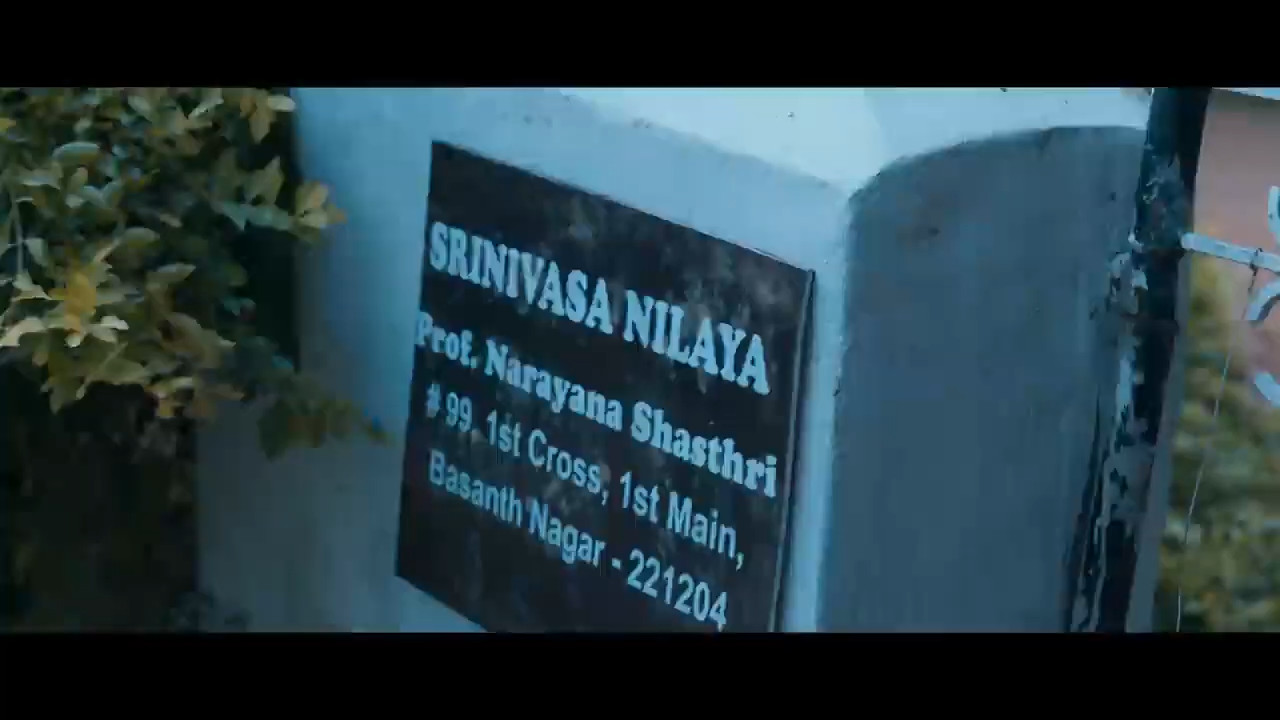 SRINIVASA NILAYA
Prof. Narayana Shasthri
# 99, 1st Cross, 1st Main,
Basanth Nagar - 221204